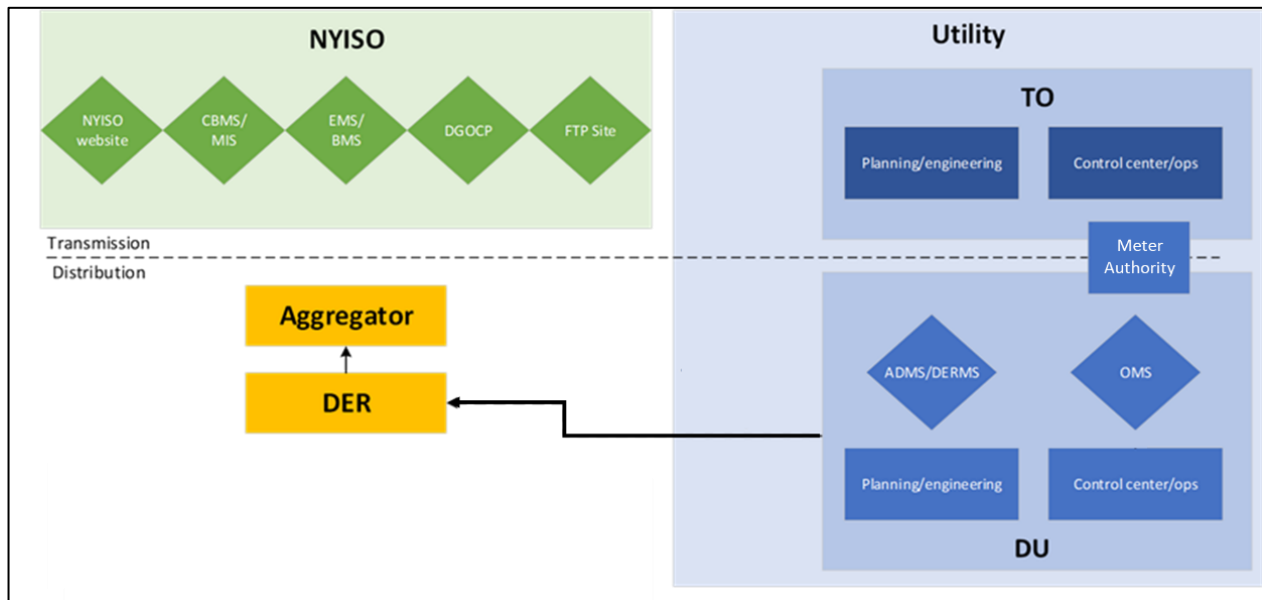 NYISO
NYISO
website
CBMS/
MIS
EMS/
BMS
DGOCP
FTP Site
Utility
TO
Planning/engineering
Control center/ops
Transmission
Distribution
Meter
Authority
Aggregator
DER
ADMS/DERMS
OMS
Planning/engineering
Control center/ops
DU